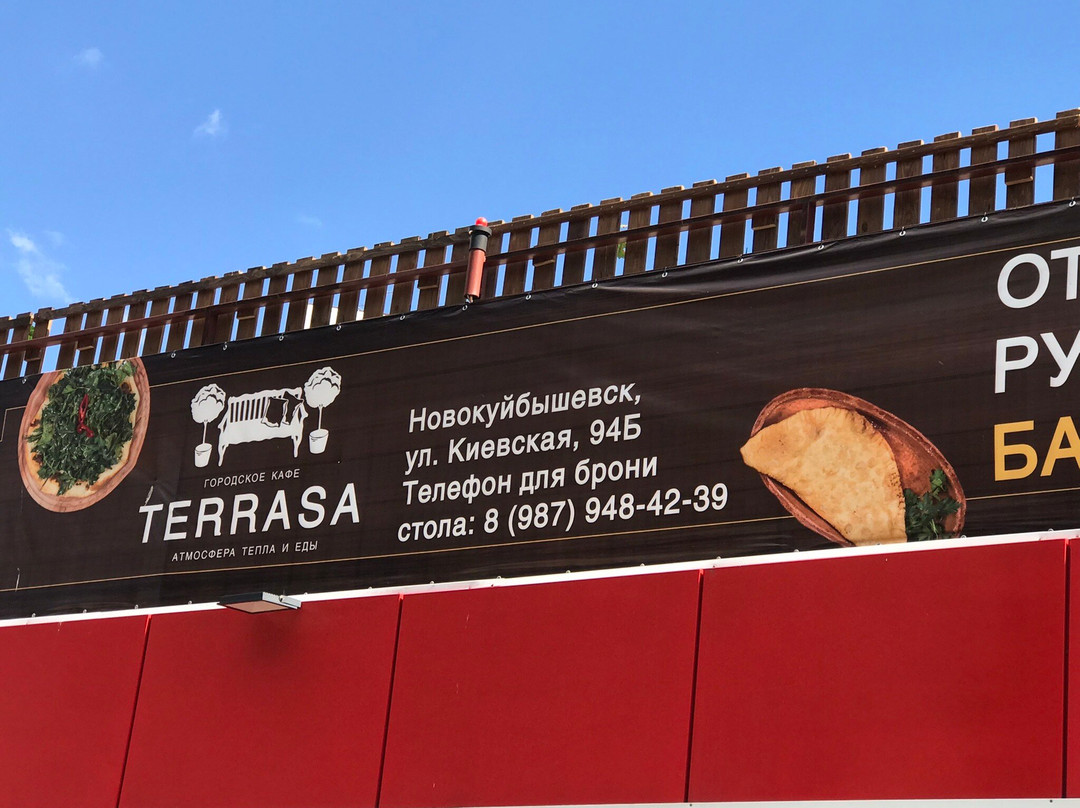 ГОРОДСКОЕ КАФЕ
TERRASA
АТМОСФЕРА ТЕПЛА И ЕДЫ
Новокуйбышевск,
ул. Киевская, 94Б
Телефон для брони
стола: 8 (987) 948-42-39